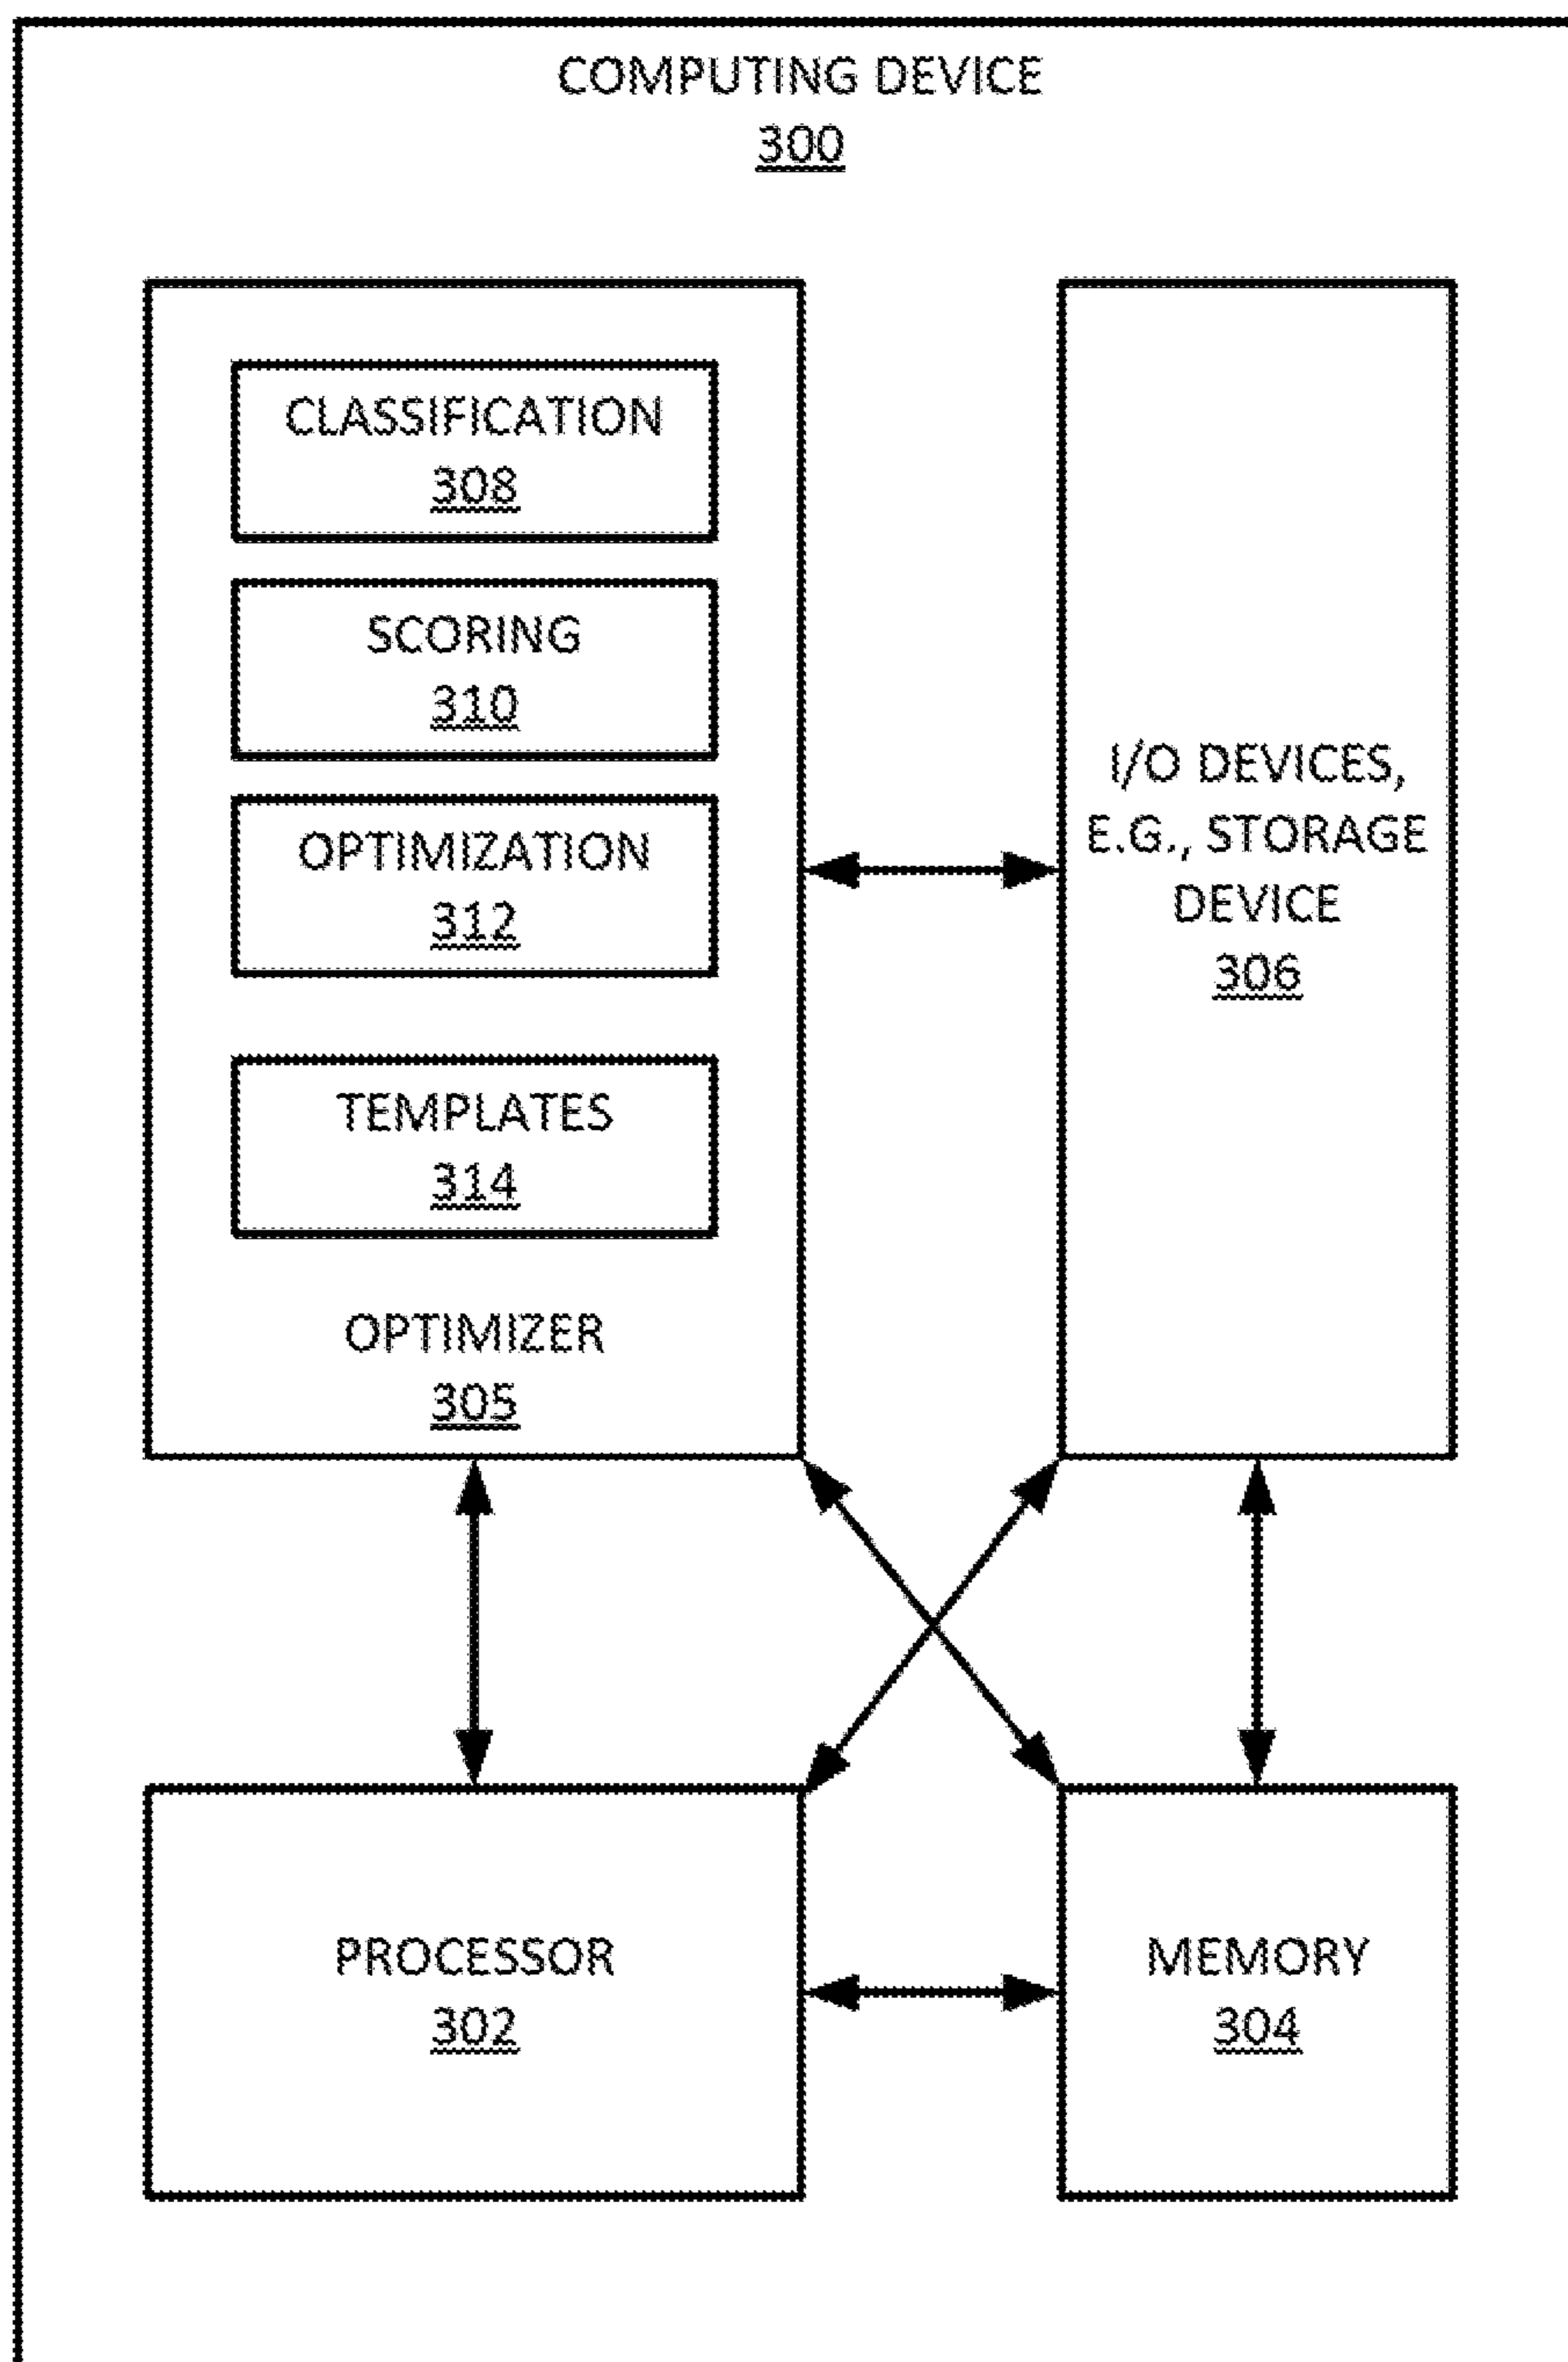 COMPUTING DEVICE
300
CLASSIFICATION
308
SCORING
310
OPTIMIZATION
312
TEMPLATES
314
OPTIMIZER
305
I/O DEVICES,
E.G., STORAGE
DEVICE
306
PROCESSOR
302
MEMORY
304